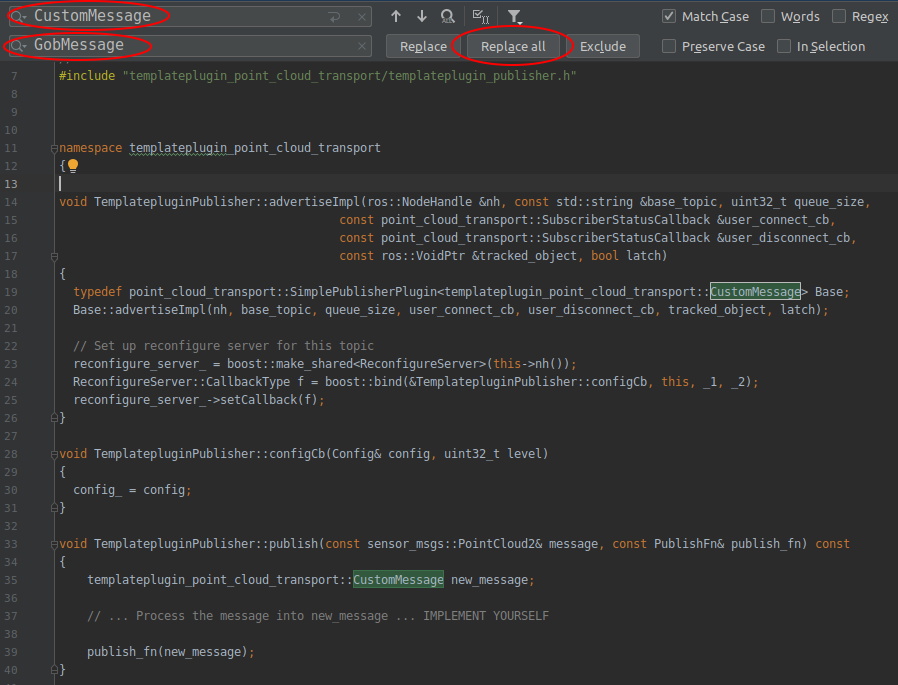 CustomMessage
Match Case Words Regex
GobMessage
Replace Replace all Exclude Preserve Case In Selection
7 #include "templateplugin_point_cloud_transport/templateplugin_publisher.h"
8
9
10
11 namespace templateplugin_point_cloud_transport
12 {
13
14 void TemplatepluginPublisher::advertiseImpl(ros::NodeHandle &nh, const std::string &base_topic, uint32_t queue_size,
15 const point_cloud_transport::SubscriberStatusCallback &user_connect_cb,
16 const point_cloud_transport::SubscriberStatusCallback &user_disconnect_cb,
17 const ros::VoidPtr &tracked_object, bool latch)
18 {
19 typedef point_cloud_transport::SimplePublisherPlugin<templateplugin_point_cloud_transport::CustomMessage> Base;
20 Base::advertiseImpl(nh, base_topic, queue_size, user_connect_cb, user_disconnect_cb, tracked_object, latch);
21
22 // Set up reconfigure server for this topic
23 reconfigure_server_ = boost::make_shared<ReconfigureServer>(this->nh());
24 ReconfigureServer::CallbackType f = boost::bind(&TemplatepluginPublisher::configCb, this, _1, _2);
25 reconfigure_server_->setCallback(f);
26 }
27
28 void TemplatepluginPublisher::configCb(Config& config, uint32_t level)
29 {
30 config_ = config;
31 }
32
33 void TemplatepluginPublisher::publish(const sensor_msgs::PointCloud2& message, const PublishFn& publish_fn) const
34 {
35 templateplugin_point_cloud_transport::CustomMessage new_message;
36
37 // ... Process the message into new_message ... IMPLEMENT YOURSELF
38
39 publish_fn(new_message);
40 }